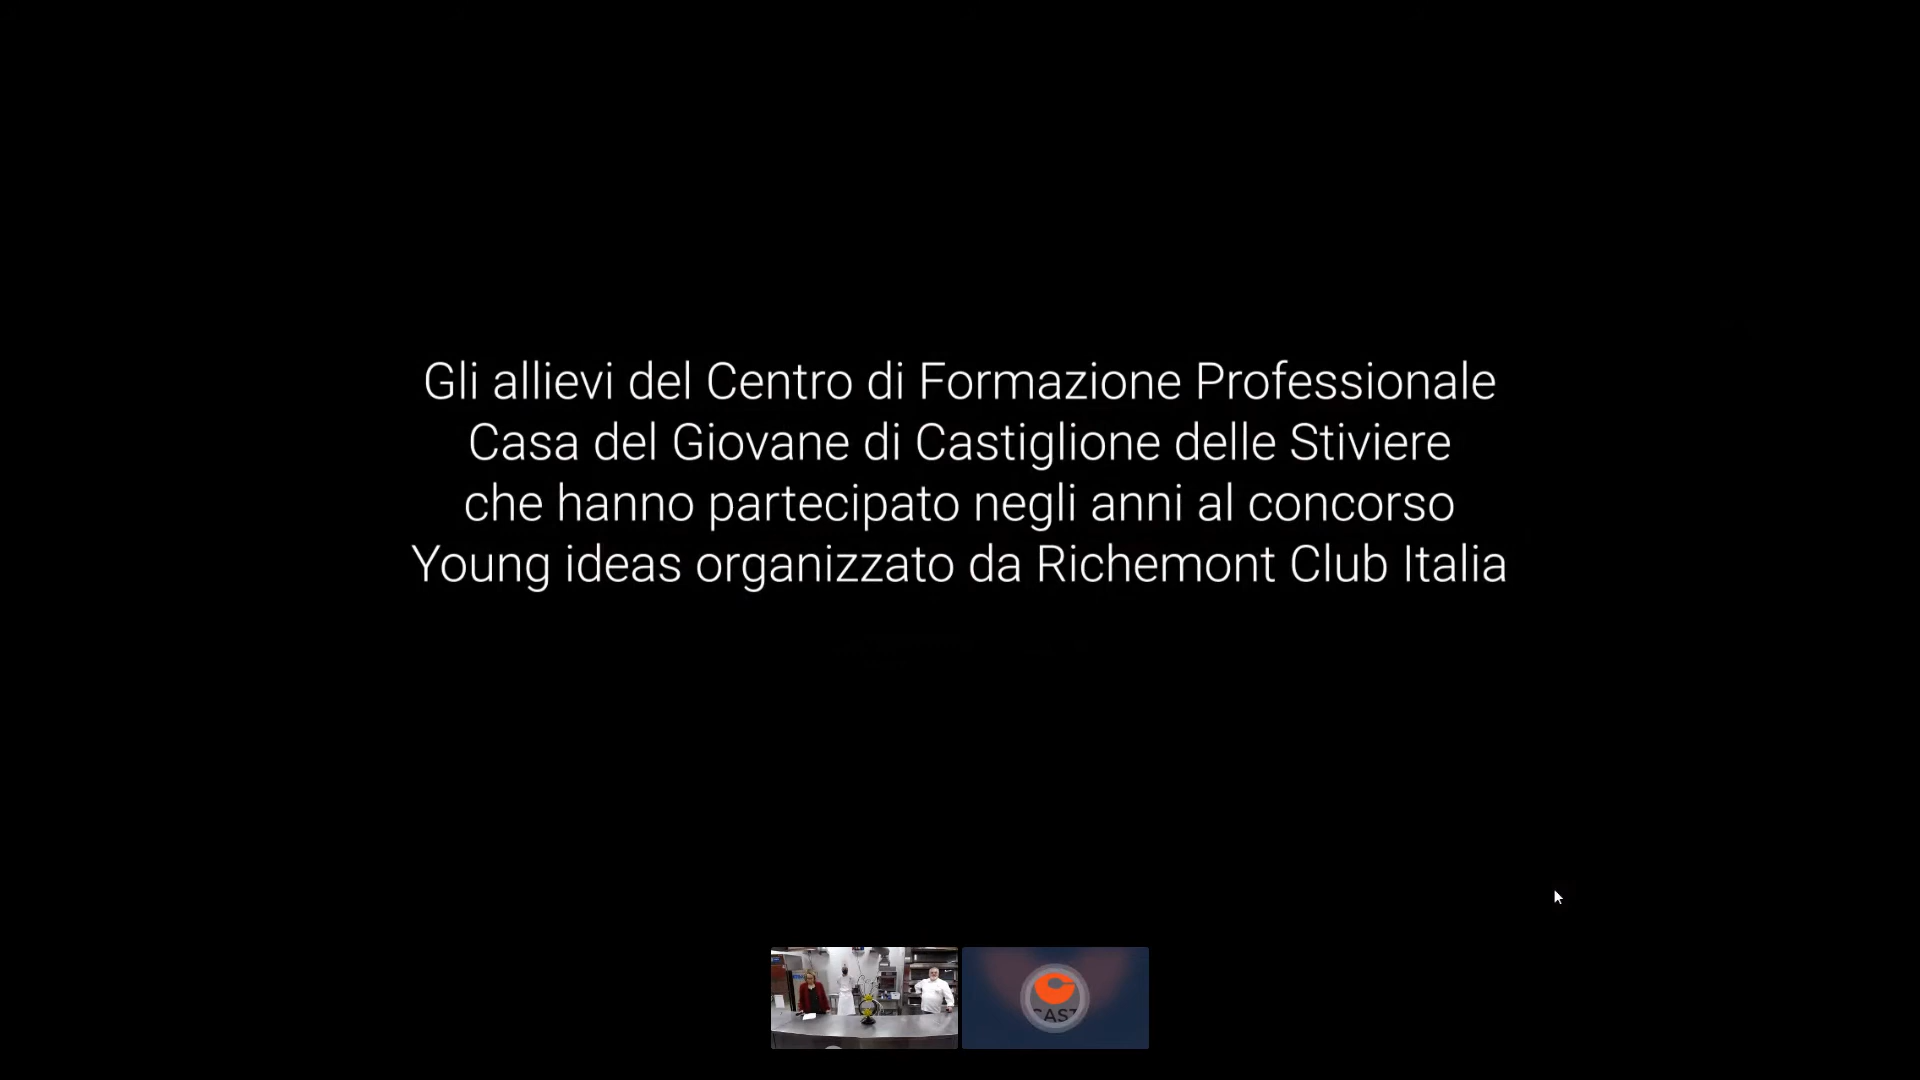 Gli allievi del Centro di Formazione Professionale
Casa del Giovane di Castiglione delle Stiviere
che hanno partecipato negli anni al concorso
Young ideas organizzato da Richemont Club Italia
CAST